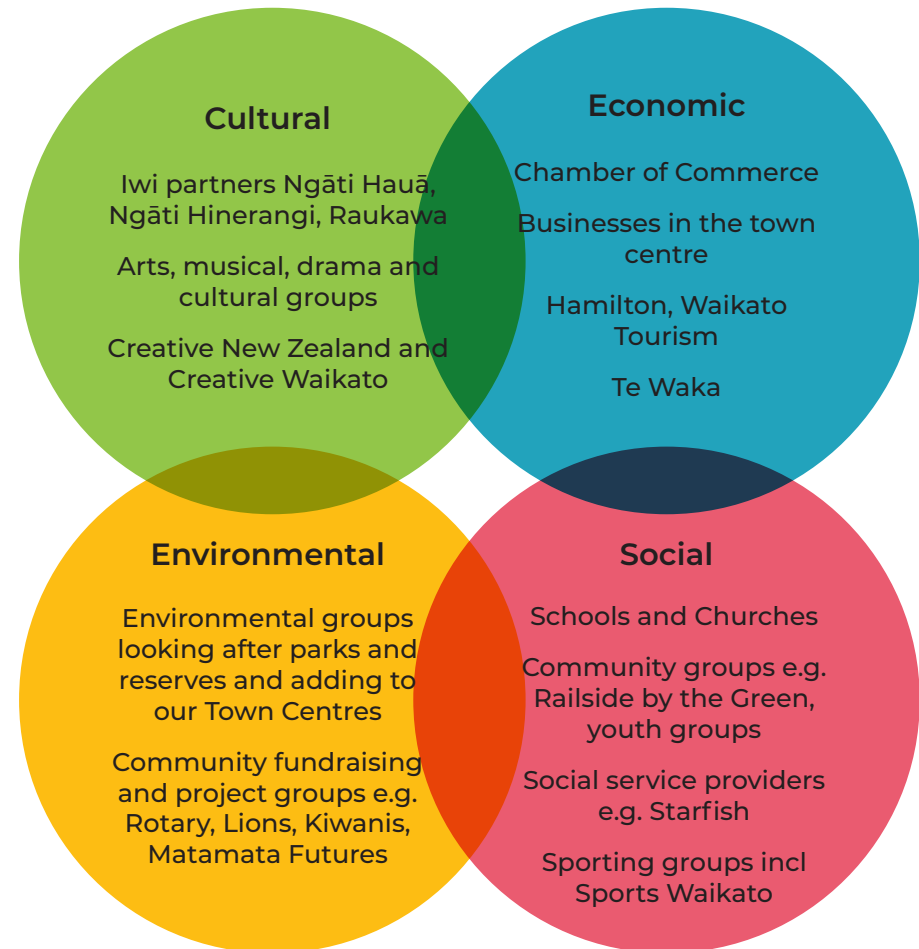 Cultural
Iwi partners Ngāti Hauā,
Ngāti Hinerangi, Raukawa
Arts, musical, drama and
cultural groups
Creative New Zealand and
Creative Waikato
Economic
Chamber of Commerce
Businesses in the town
centre
Hamilton, Waikato
Tourism
Te Waka
Environmental
Environmental groups
looking after parks and
reserves and adding to
our Town Centres
Community fundraising
and project groups e.g.
Rotary, Lions, Kiwanis,
Matamata Futures
Social
Schools and Churches
Community groups e.g.
Railside by the Green,
youth groups
Social service providers
e.g. Starfish
Sporting groups incl
Sports Waikato